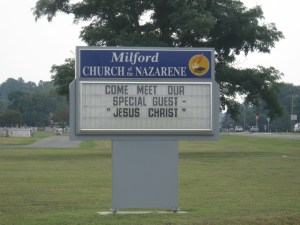 Milford
CHURCH of the NAZARENE
COME MEET OUR
SPECIAL GUEST -
"JESUS CHRIST"